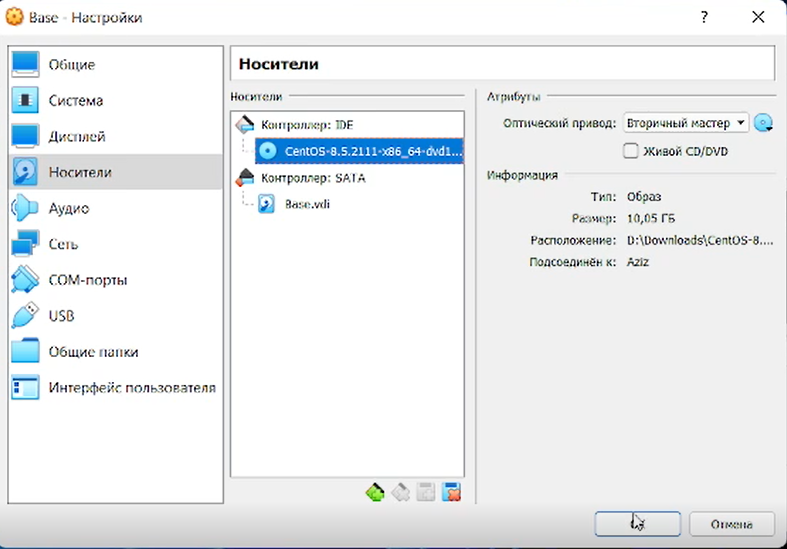 Base - Настройки
?
Общие
Система
Дисплей
Носители
Аудио
Сеть
COM-порты
USB
Общие папки
Интерфейс пользователя
Носители
Носители
Контроллер: IDE
CentOS-8.5.2111-x86_64-dvd1...
Контроллер: SATA
Base.vdi
Атрибуты
Оптический привод: Вторичный мастер
Живой CD/DVD
Информация
Тип: Образ
Размер: 10,05 ГБ
Расположение: D:\Downloads\CentOS-8....
Подсоединён к: Aziz
Отмена